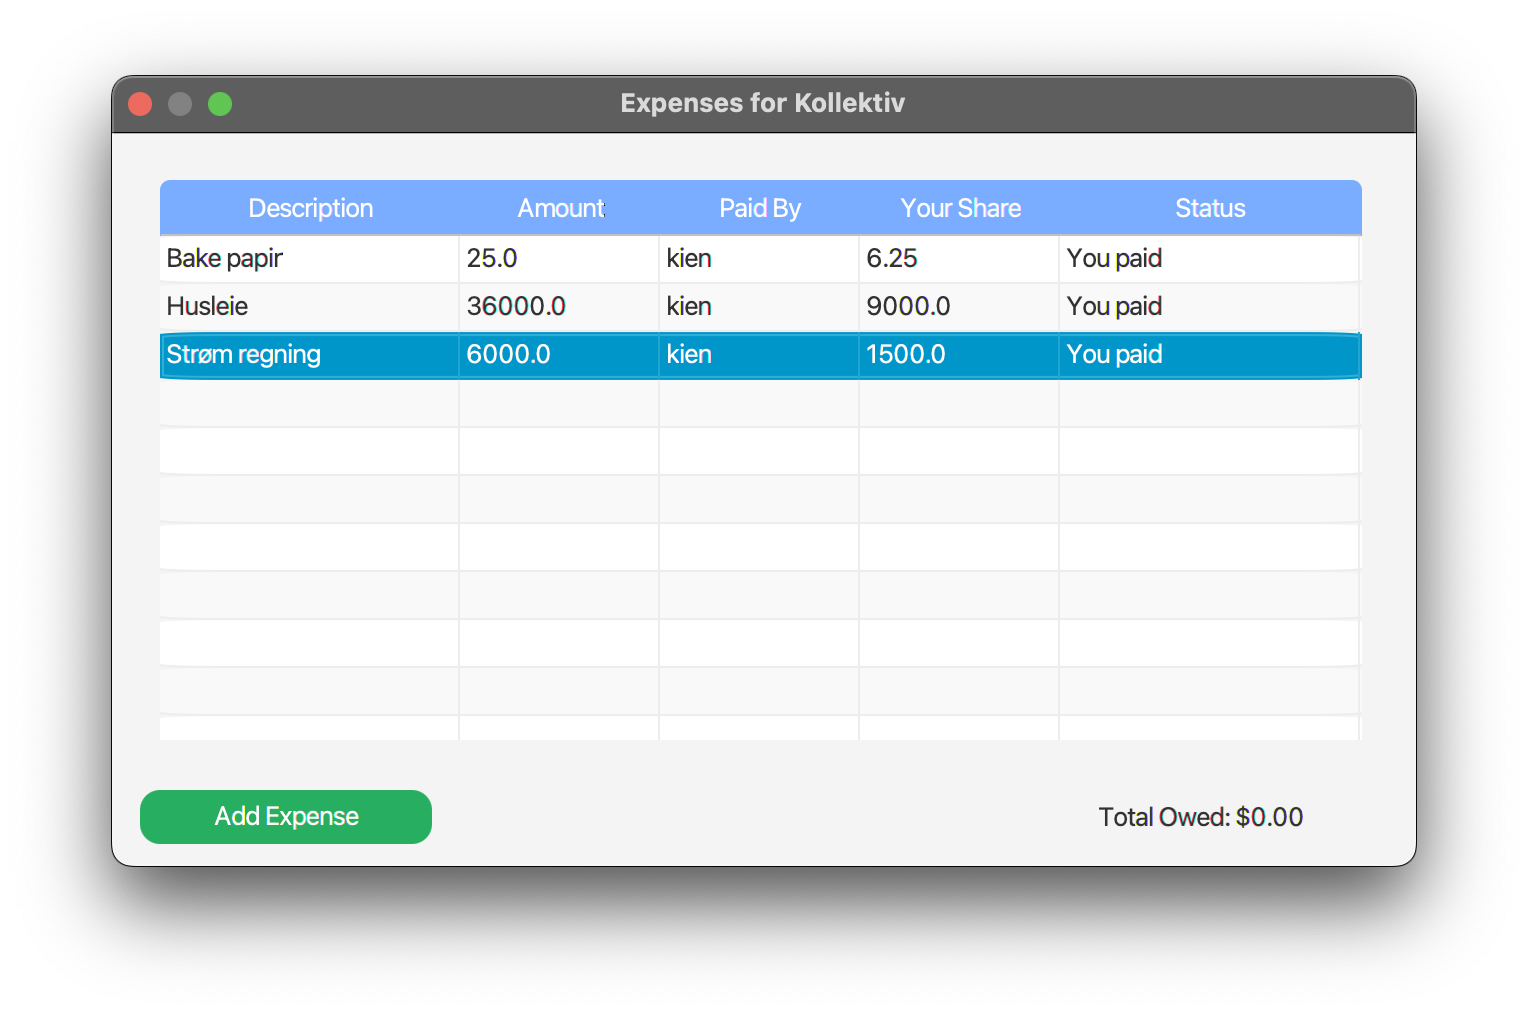 Expenses for Kollektiv
Description Amount Paid By Your Share Status
Bake papir 25.0 kien 6.25 You paid
Husleie 36000.0 kien 9000.0 You paid
Strøm regning 6000.0 kien 1500.0 You paid
Add Expense Total Owed: $0.00